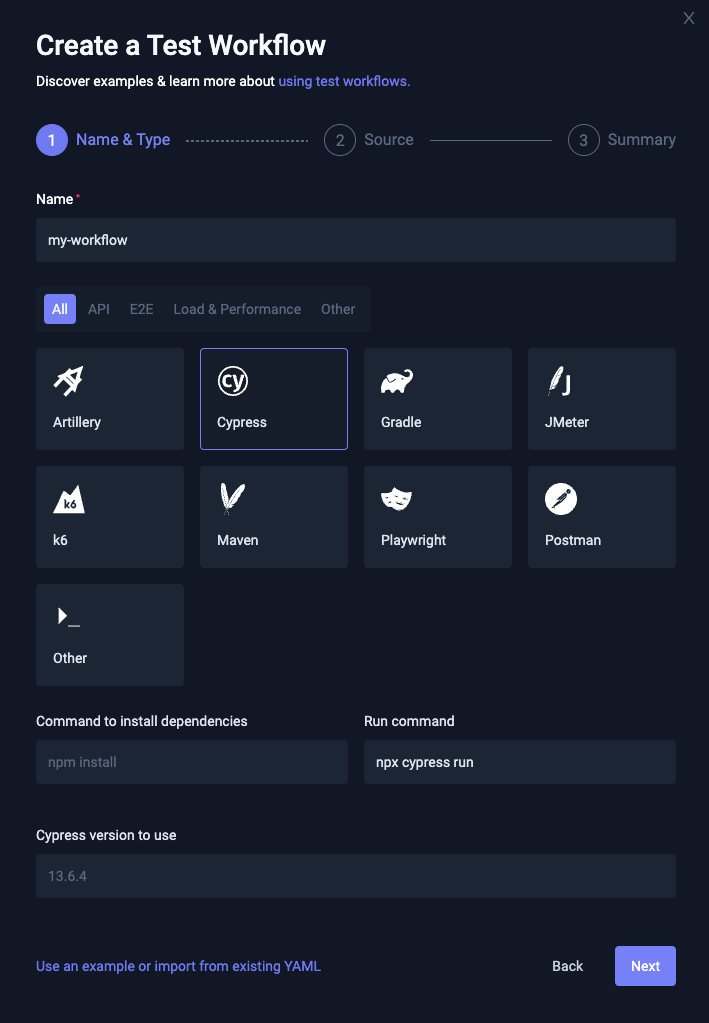 X
Create a Test Workflow
Discover examples & learn more about using test workflows.
1 Name & Type 2 Source 3 Summary
Name *
my-workflow
All API E2E Load & Performance Other
cy J
Artillery Cypress Gradle JMeter
k6
k6 Maven Playwright Postman
Other
Command to install dependencies Run command
npm install npx cypress run
Cypress version to use
13.6.4
Use an example or import from existing YAML Back Next